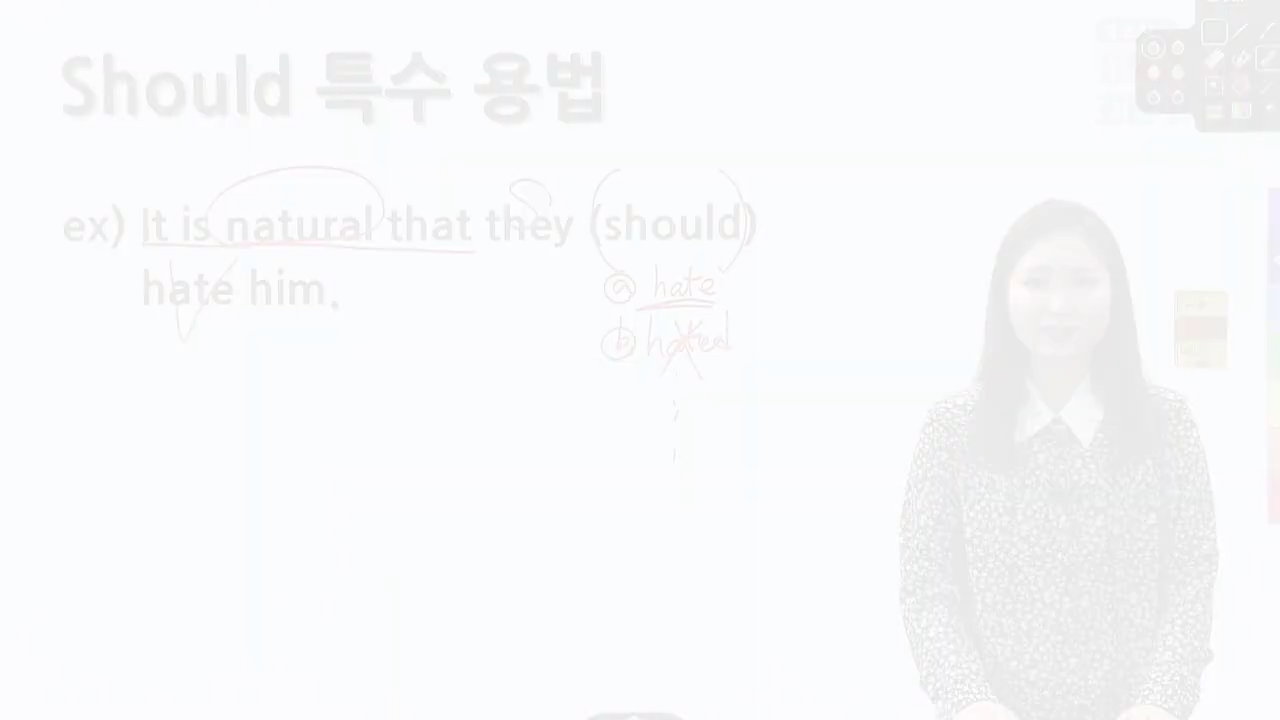 Should 특수 용법
ex) It is natural that they (should)
hate him.
ⓐ hate
ⓑ hated